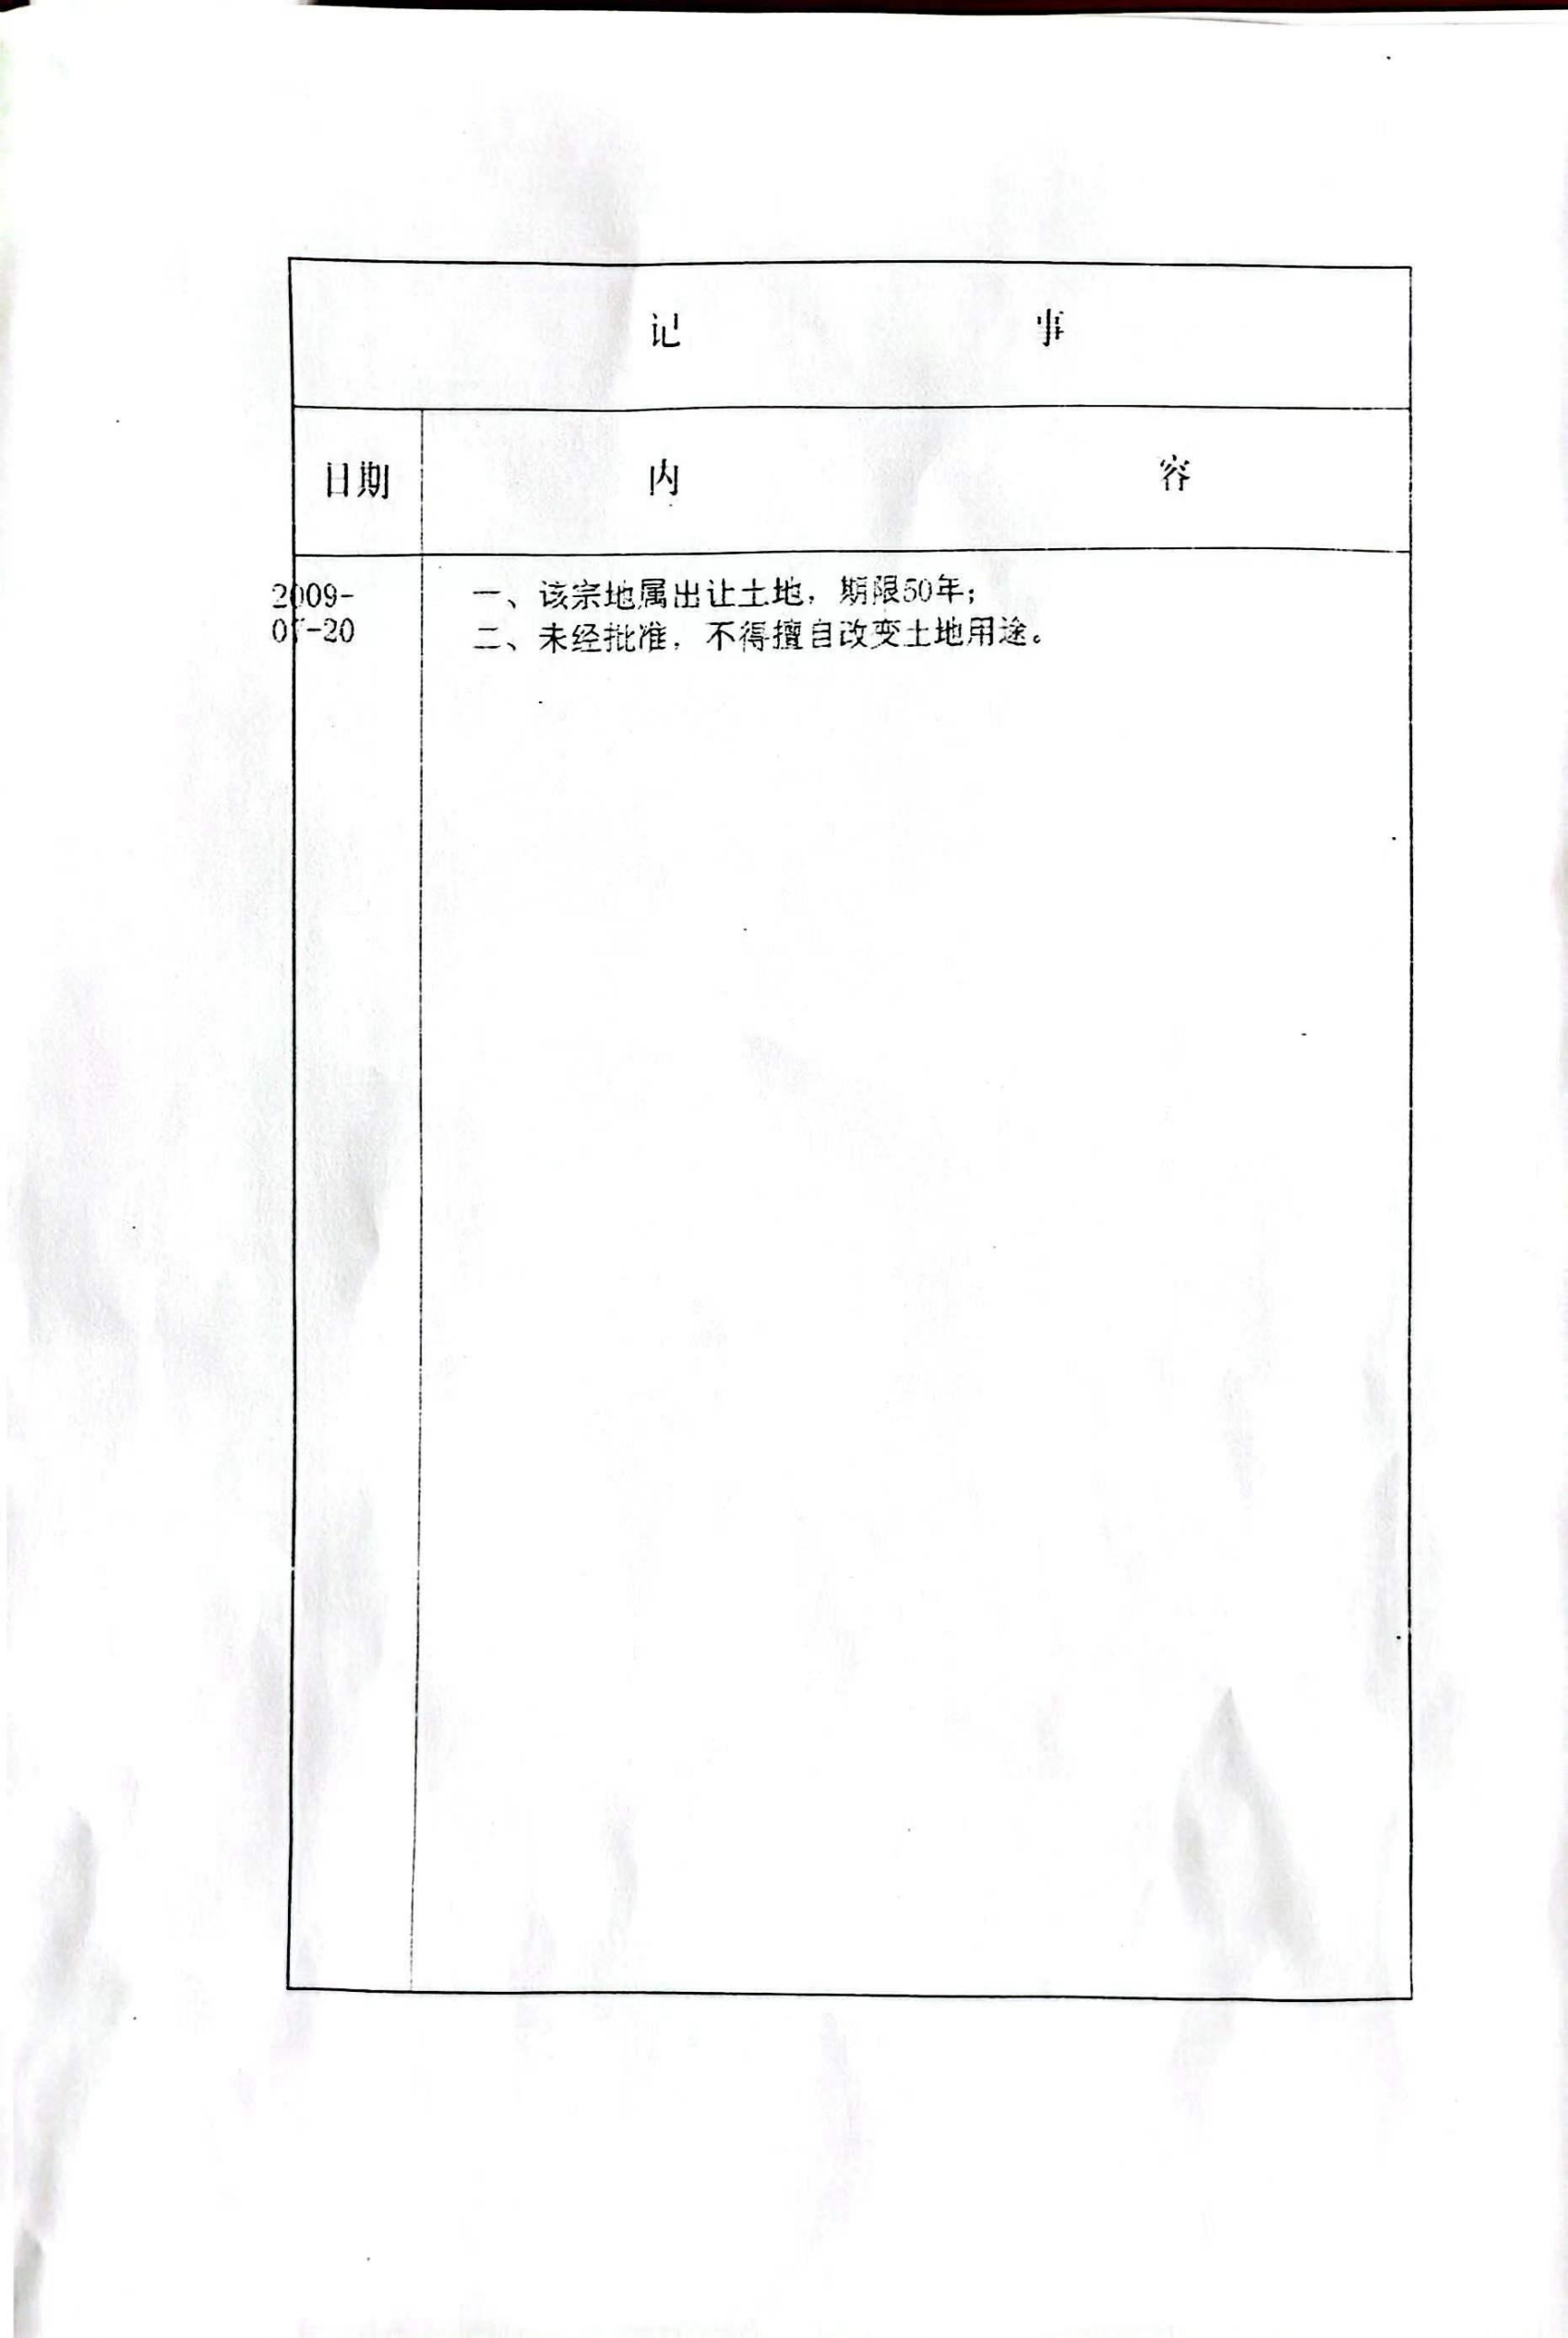 记 事
日期 内 容
2009-
07-20
一、该宗地属出让土地，期限50年；
二、未经批准，不得擅自改变土地用途。